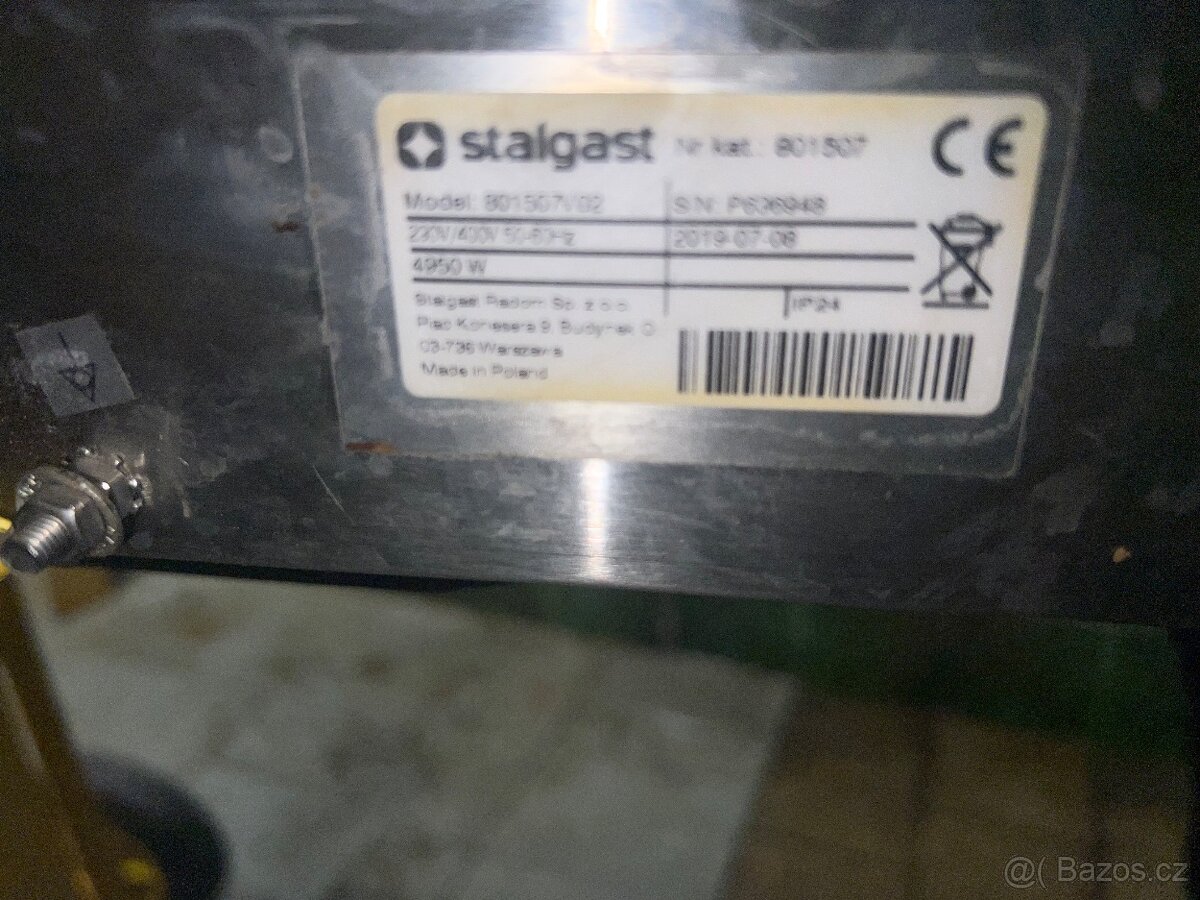 stalgast Nr kat.: 801507 CE
Model: 801507V02 S/N: P636948
230V/400V 50-60Hz 2019-07-08
4950 W
Stalgast Radom Sp. z o.o. IP24
Plac Konesera 9, Budynek O
03-736 Warszawa
Made in Poland
@( Bazos.cz